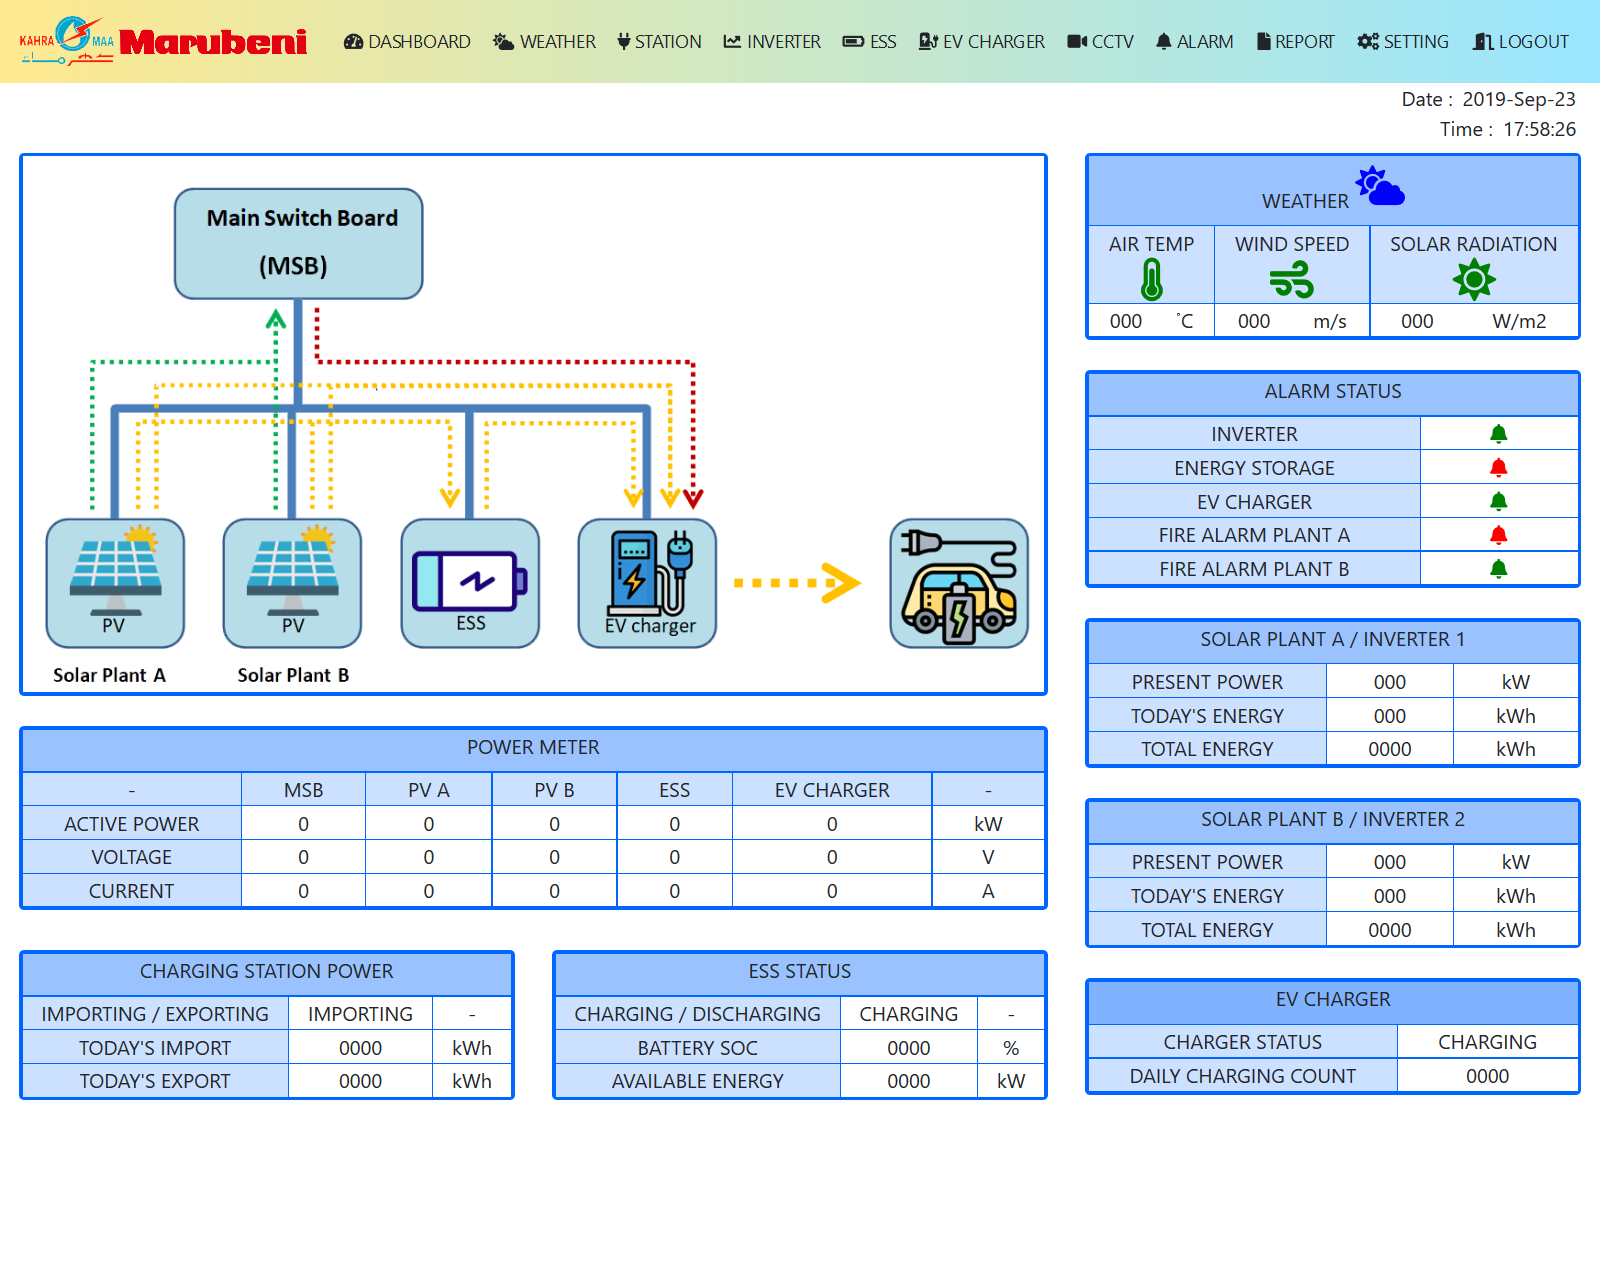 KAHRA MAA Marubeni DASHBOARD WEATHER STATION INVERTER ESS EV CHARGER CCTV ALARM REPORT SETTING LOGOUT
Date : 2019-Sep-23
Time : 17:58:26
Main Switch Board
(MSB)
PV
PV
ESS
EV charger
Solar Plant A
Solar Plant B
WEATHER
AIR TEMP WIND SPEED SOLAR RADIATION
000 °C 000 m/s 000 W/m2
ALARM STATUS
INVERTER
ENERGY STORAGE
EV CHARGER
FIRE ALARM PLANT A
FIRE ALARM PLANT B
SOLAR PLANT A / INVERTER 1
PRESENT POWER 000 kW
TODAY'S ENERGY 000 kWh
TOTAL ENERGY 0000 kWh
POWER METER
- MSB PV A PV B ESS EV CHARGER -
ACTIVE POWER 0 0 0 0 0 kW
VOLTAGE 0 0 0 0 0 V
CURRENT 0 0 0 0 0 A
SOLAR PLANT B / INVERTER 2
PRESENT POWER 000 kW
TODAY'S ENERGY 000 kWh
TOTAL ENERGY 0000 kWh
CHARGING STATION POWER
IMPORTING / EXPORTING IMPORTING -
TODAY'S IMPORT 0000 kWh
TODAY'S EXPORT 0000 kWh
ESS STATUS
CHARGING / DISCHARGING CHARGING -
BATTERY SOC 0000 %
AVAILABLE ENERGY 0000 kW
EV CHARGER
CHARGER STATUS CHARGING
DAILY CHARGING COUNT 0000